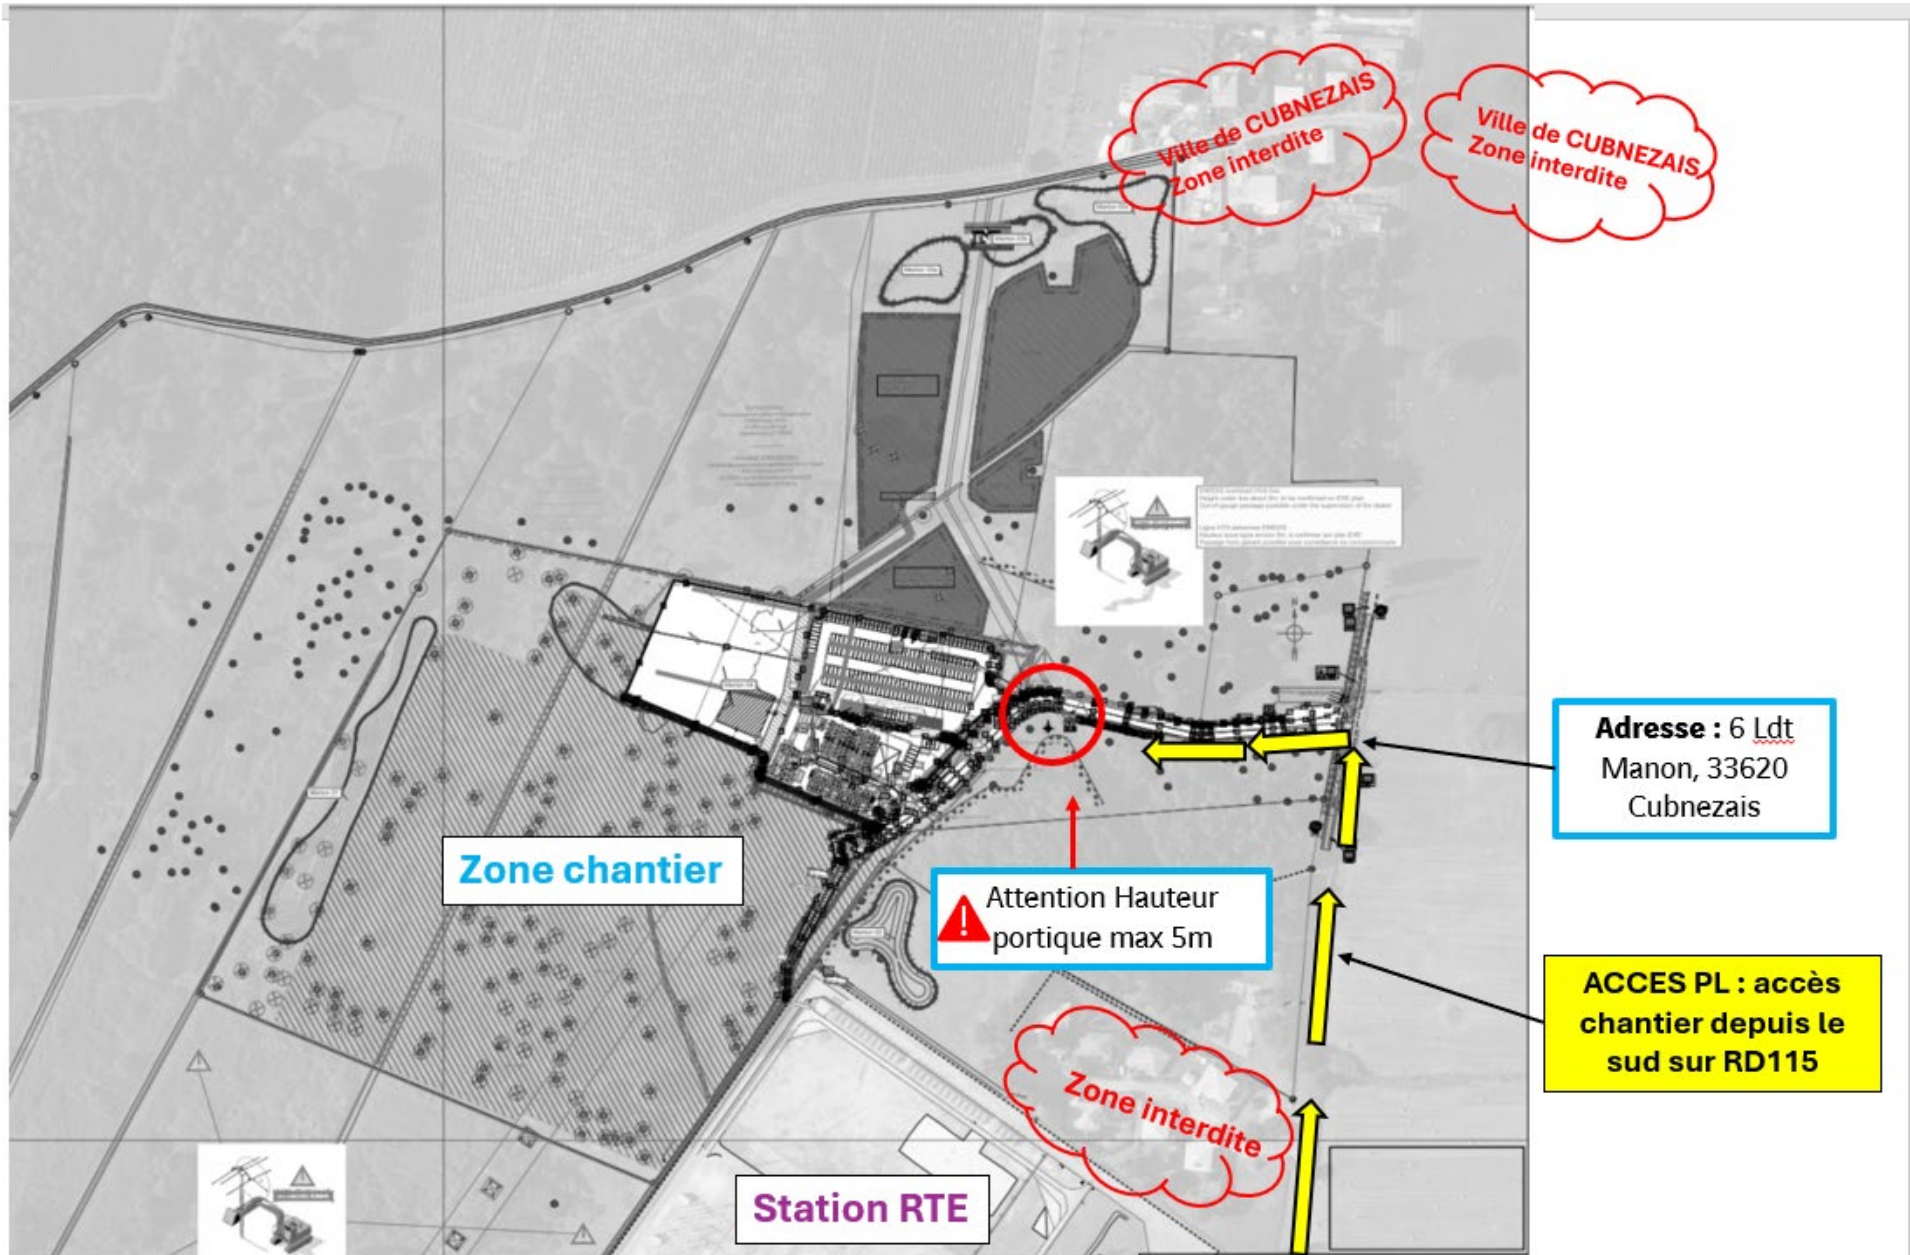 Ville de CUBNEZAIS
Zone interdite
Ville de CUBNEZAIS
Zone interdite
Adresse : 6 Ldt
Manon, 33620
Cubnezais
Zone chantier
Attention Hauteur
portique max 5m
ACCES PL : accès
chantier depuis le
sud sur RD115
Zone interdite
Station RTE